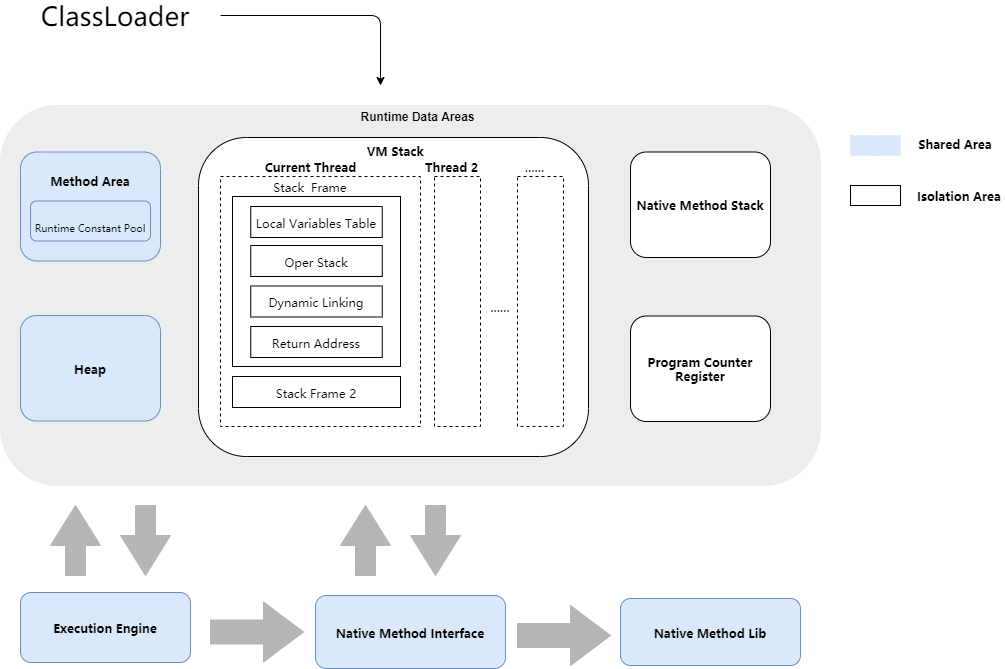 ClassLoader
Runtime Data Areas
VM Stack
Current Thread
Thread 2
......
Stack Frame
Local Variables Table
Oper Stack
Dynamic Linking
Return Address
Stack Frame 2
......
Method Area
Runtime Constant Pool
Heap
Native Method Stack
Program Counter
Register
Shared Area
Isolation Area
Execution Engine
Native Method Interface
Native Method Lib